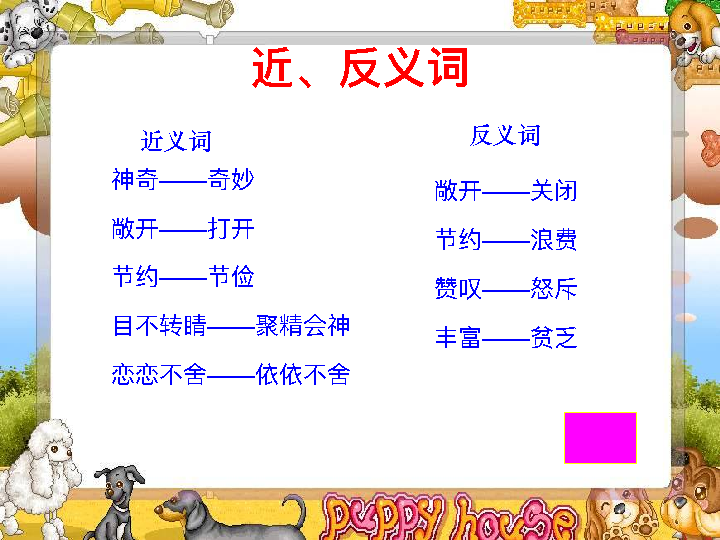 近、反义词
近义词
神奇——奇妙
敞开——打开
节约——节俭
目不转睛——聚精会神
恋恋不舍——依依不舍
反义词
敞开——关闭
节约——浪费
赞叹——怒斥
丰富——贫乏
puppy house